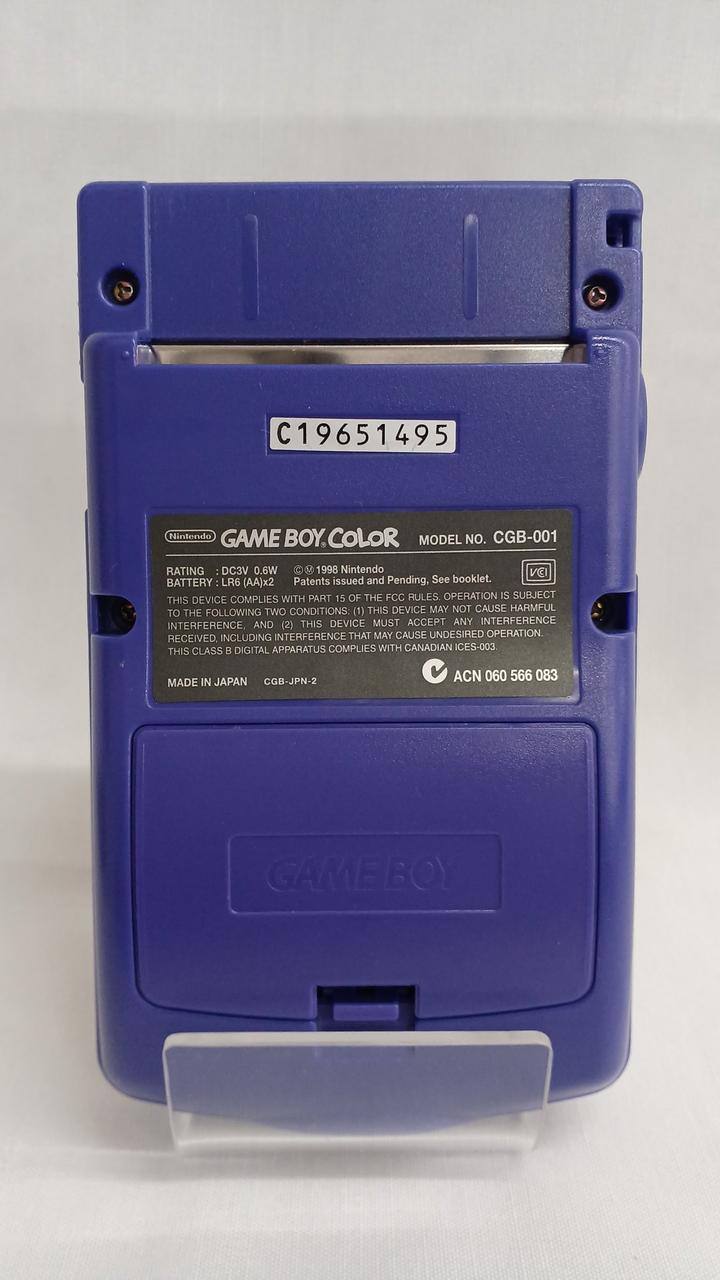 C19651495
Nintendo GAME BOY COLOR MODEL NO. CGB-001
RATING : DC3V 0.6W ©Ⓜ1998 Nintendo
BATTERY : LR6 (AA)x2 Patents issued and Pending, See booklet.
VCI
THIS DEVICE COMPLIES WITH PART 15 OF THE FCC RULES. OPERATION IS SUBJECT
TO THE FOLLOWING TWO CONDITIONS: (1) THIS DEVICE MAY NOT CAUSE HARMFUL
INTERFERENCE, AND (2) THIS DEVICE MUST ACCEPT ANY INTERFERENCE
RECEIVED, INCLUDING INTERFERENCE THAT MAY CAUSE UNDESIRED OPERATION.
THIS CLASS B DIGITAL APPARATUS COMPLIES WITH CANADIAN ICES-003.
MADE IN JAPAN CGB-JPN-2 ACN 060 566 083
GAME BOY